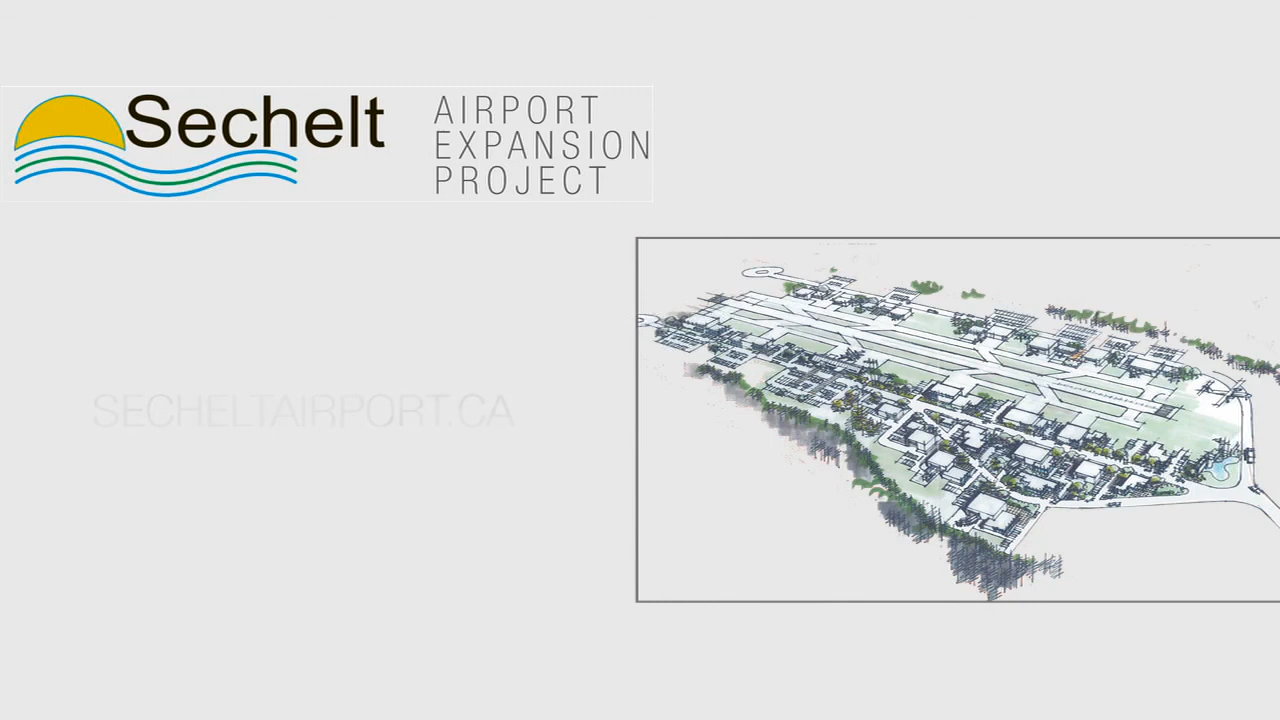 Sechelt
AIRPORT
EXPANSION
PROJECT
SECHELTAIRPORT.CA